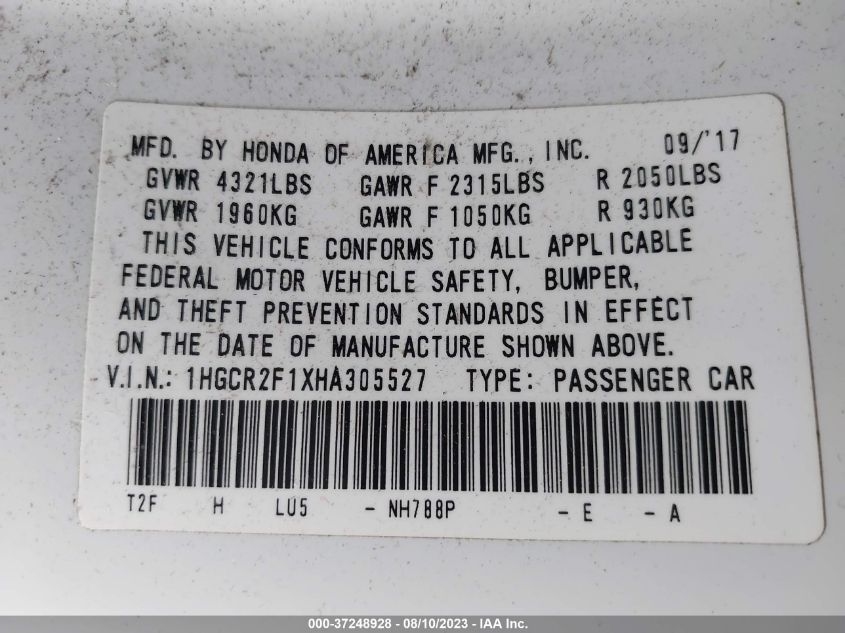 MFD. BY HONDA OF AMERICA MFG., INC. 09/'17
GVWR 4321LBS GAWR F 2315LBS R 2050LBS
GVWR 1960KG GAWR F 1050KG R 930KG
THIS VEHICLE CONFORMS TO ALL APPLICABLE
FEDERAL MOTOR VEHICLE SAFETY, BUMPER,
AND THEFT PREVENTION STANDARDS IN EFFECT
ON THE DATE OF MANUFACTURE SHOWN ABOVE.
V.I.N.: 1HGCR2F1XHA305527 TYPE: PASSENGER CAR
T2F H LU5 - NH788P - E - A
000-37248928 - 08/10/2023 - IAA Inc.